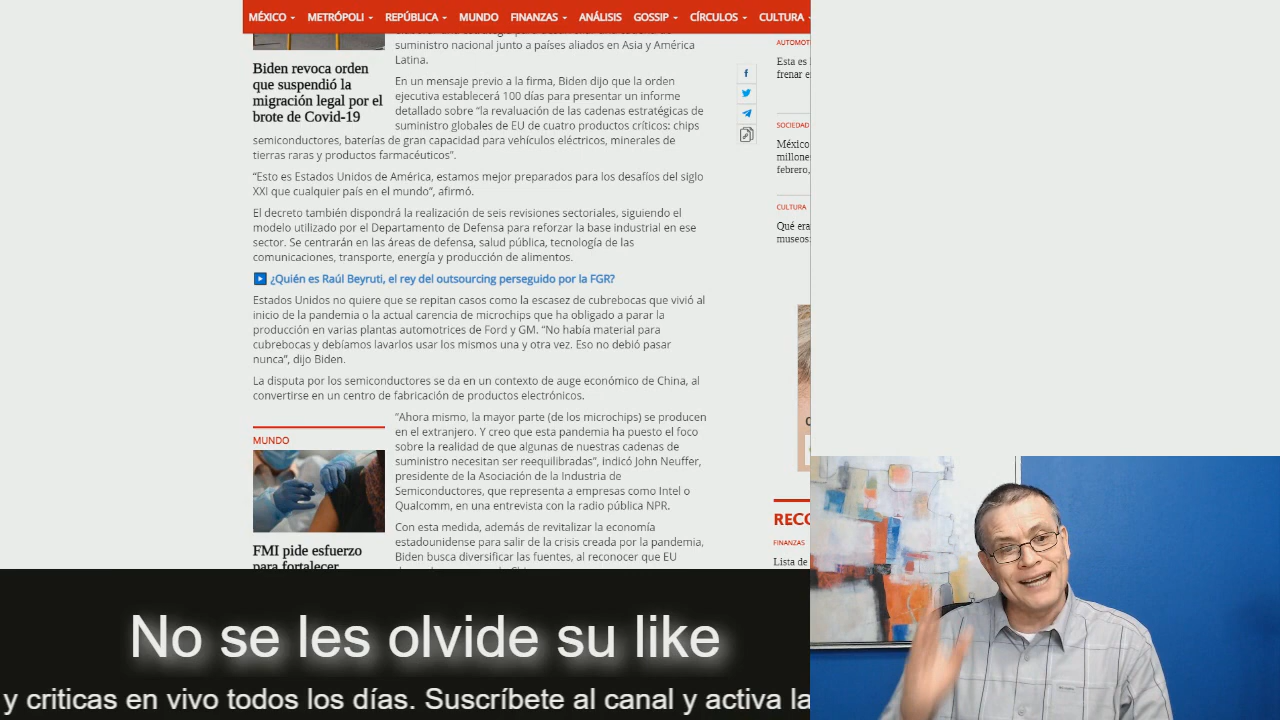 MÉXICO METRÓPOLI REPÚBLICA MUNDO FINANZAS ANÁLISIS GOSSIP CÍRCULOS CULTURA
suministro nacional junto a países aliados en Asia y América
Latina.
Biden revoca orden
que suspendió la
migración legal por el
brote de Covid-19
En un mensaje previo a la firma, Biden dijo que la orden
ejecutiva establecerá 100 días para presentar un informe
detallado sobre “la revaluación de las cadenas estratégicas de
suministro globales de EU de cuatro productos críticos: chips
semiconductores, baterías de gran capacidad para vehículos eléctricos, minerales de
tierras raras y productos farmacéuticos”.
“Esto es Estados Unidos de América, estamos mejor preparados para los desafíos del siglo
XXI que cualquier país en el mundo”, afirmó.
El decreto también dispondrá la realización de seis revisiones sectoriales, siguiendo el
modelo utilizado por el Departamento de Defensa para reforzar la base industrial en ese
sector. Se centrarán en las áreas de defensa, salud pública, tecnología de las
comunicaciones, transporte, energía y producción de alimentos.
¿Quién es Raúl Beyruti, el rey del outsourcing perseguido por la FGR?
Estados Unidos no quiere que se repitan casos como la escasez de cubrebocas que vivió al
inicio de la pandemia o la actual carencia de microchips que ha obligado a parar la
producción en varias plantas automotrices de Ford y GM. “No había material para
cubrebocas y debíamos lavarlos usar los mismos una y otra vez. Eso no debió pasar
nunca”, dijo Biden.
La disputa por los semiconductores se da en un contexto de auge económico de China, al
convertirse en un centro de fabricación de productos electrónicos.
MUNDO
FMI pide esfuerzo
para fortalecer
“Ahora mismo, la mayor parte (de los microchips) se producen
en el extranjero. Y creo que esta pandemia ha puesto el foco
sobre la realidad de que algunas de nuestras cadenas de
suministro necesitan ser reequilibradas”, indicó John Neuffer,
presidente de la Asociación de la Industria de
Semiconductores, que representa a empresas como Intel o
Qualcomm, en una entrevista con la radio pública NPR.
Con esta medida, además de revitalizar la economía
estadounidense para salir de la crisis creada por la pandemia,
Biden busca diversificar las fuentes, al reconocer que EU
AUTOMOT
Esta es
frenar e
SOCIEDAD
México
millone
febrero,
CULTURA
Qué era
museos
RECO
FINANZAS
Lista de
No se les olvide su like
y criticas en vivo todos los días. Suscríbete al canal y activa la